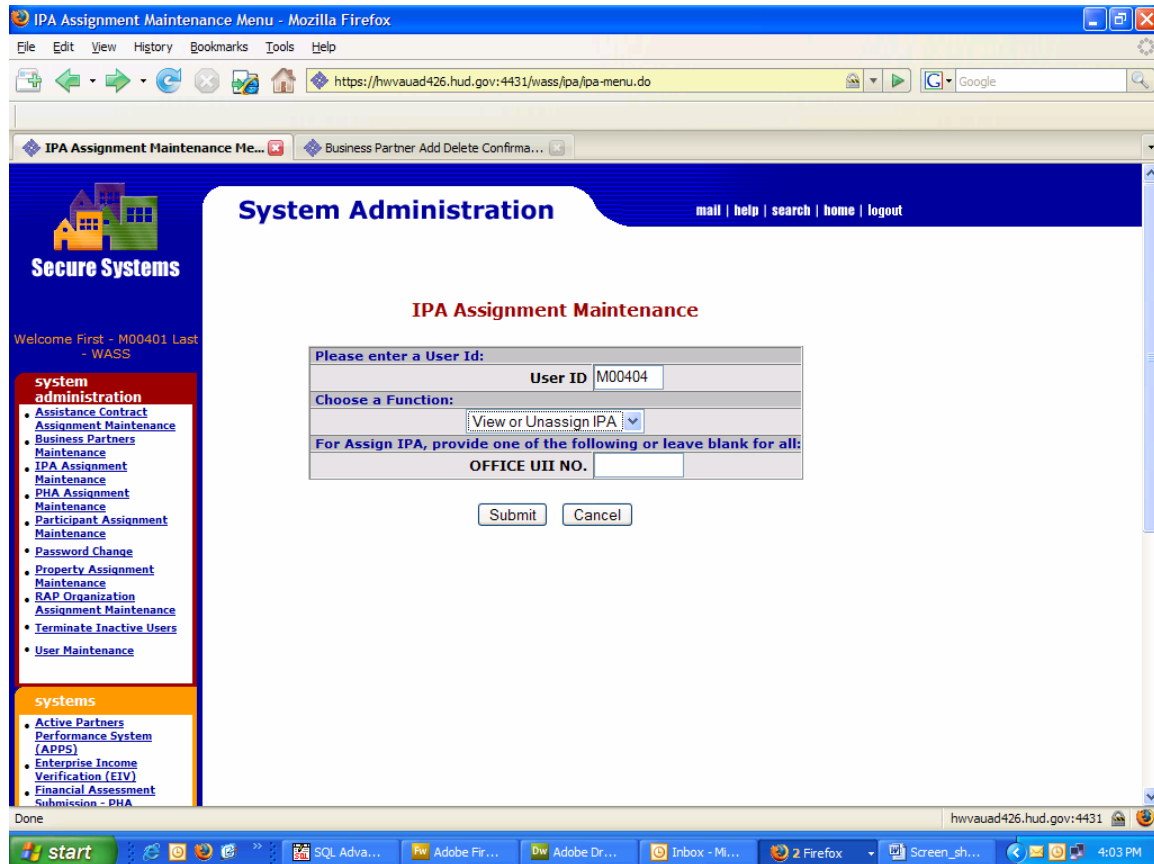 IPA Assignment Maintenance Menu - Mozilla Firefox
File Edit View History Bookmarks Tools Help
https://hwvauad426.hud.gov:4431/wass/ipa/ipa-menu.do
G Google
IPA Assignment Maintenance Me...
Business Partner Add Delete Confirma...
System Administration
mail | help | search | home | logout
Secure Systems
Welcome First - M00401 Last
- WASS
system
administration
Assistance Contract
Assignment Maintenance
Business Partners
Maintenance
IPA Assignment
Maintenance
PHA Assignment
Maintenance
Participant Assignment
Maintenance
Password Change
Property Assignment
Maintenance
RAP Organization
Assignment Maintenance
Terminate Inactive Users
User Maintenance
systems
Active Partners
Performance System
(APPS)
Enterprise Income
Verification (EIV)
Financial Assessment
Submission - PHA
IPA Assignment Maintenance
Please enter a User Id:
User ID M00404
Choose a Function:
View or Unassign IPA
For Assign IPA, provide one of the following or leave blank for all:
OFFICE UII NO.
Submit Cancel
Done
hwvauad426.hud.gov:4431
start
SQL Adva...
Fw Adobe Fir...
Dw Adobe Dr...
Inbox - Mi...
2 Firefox
Screen_sh...
4:03 PM